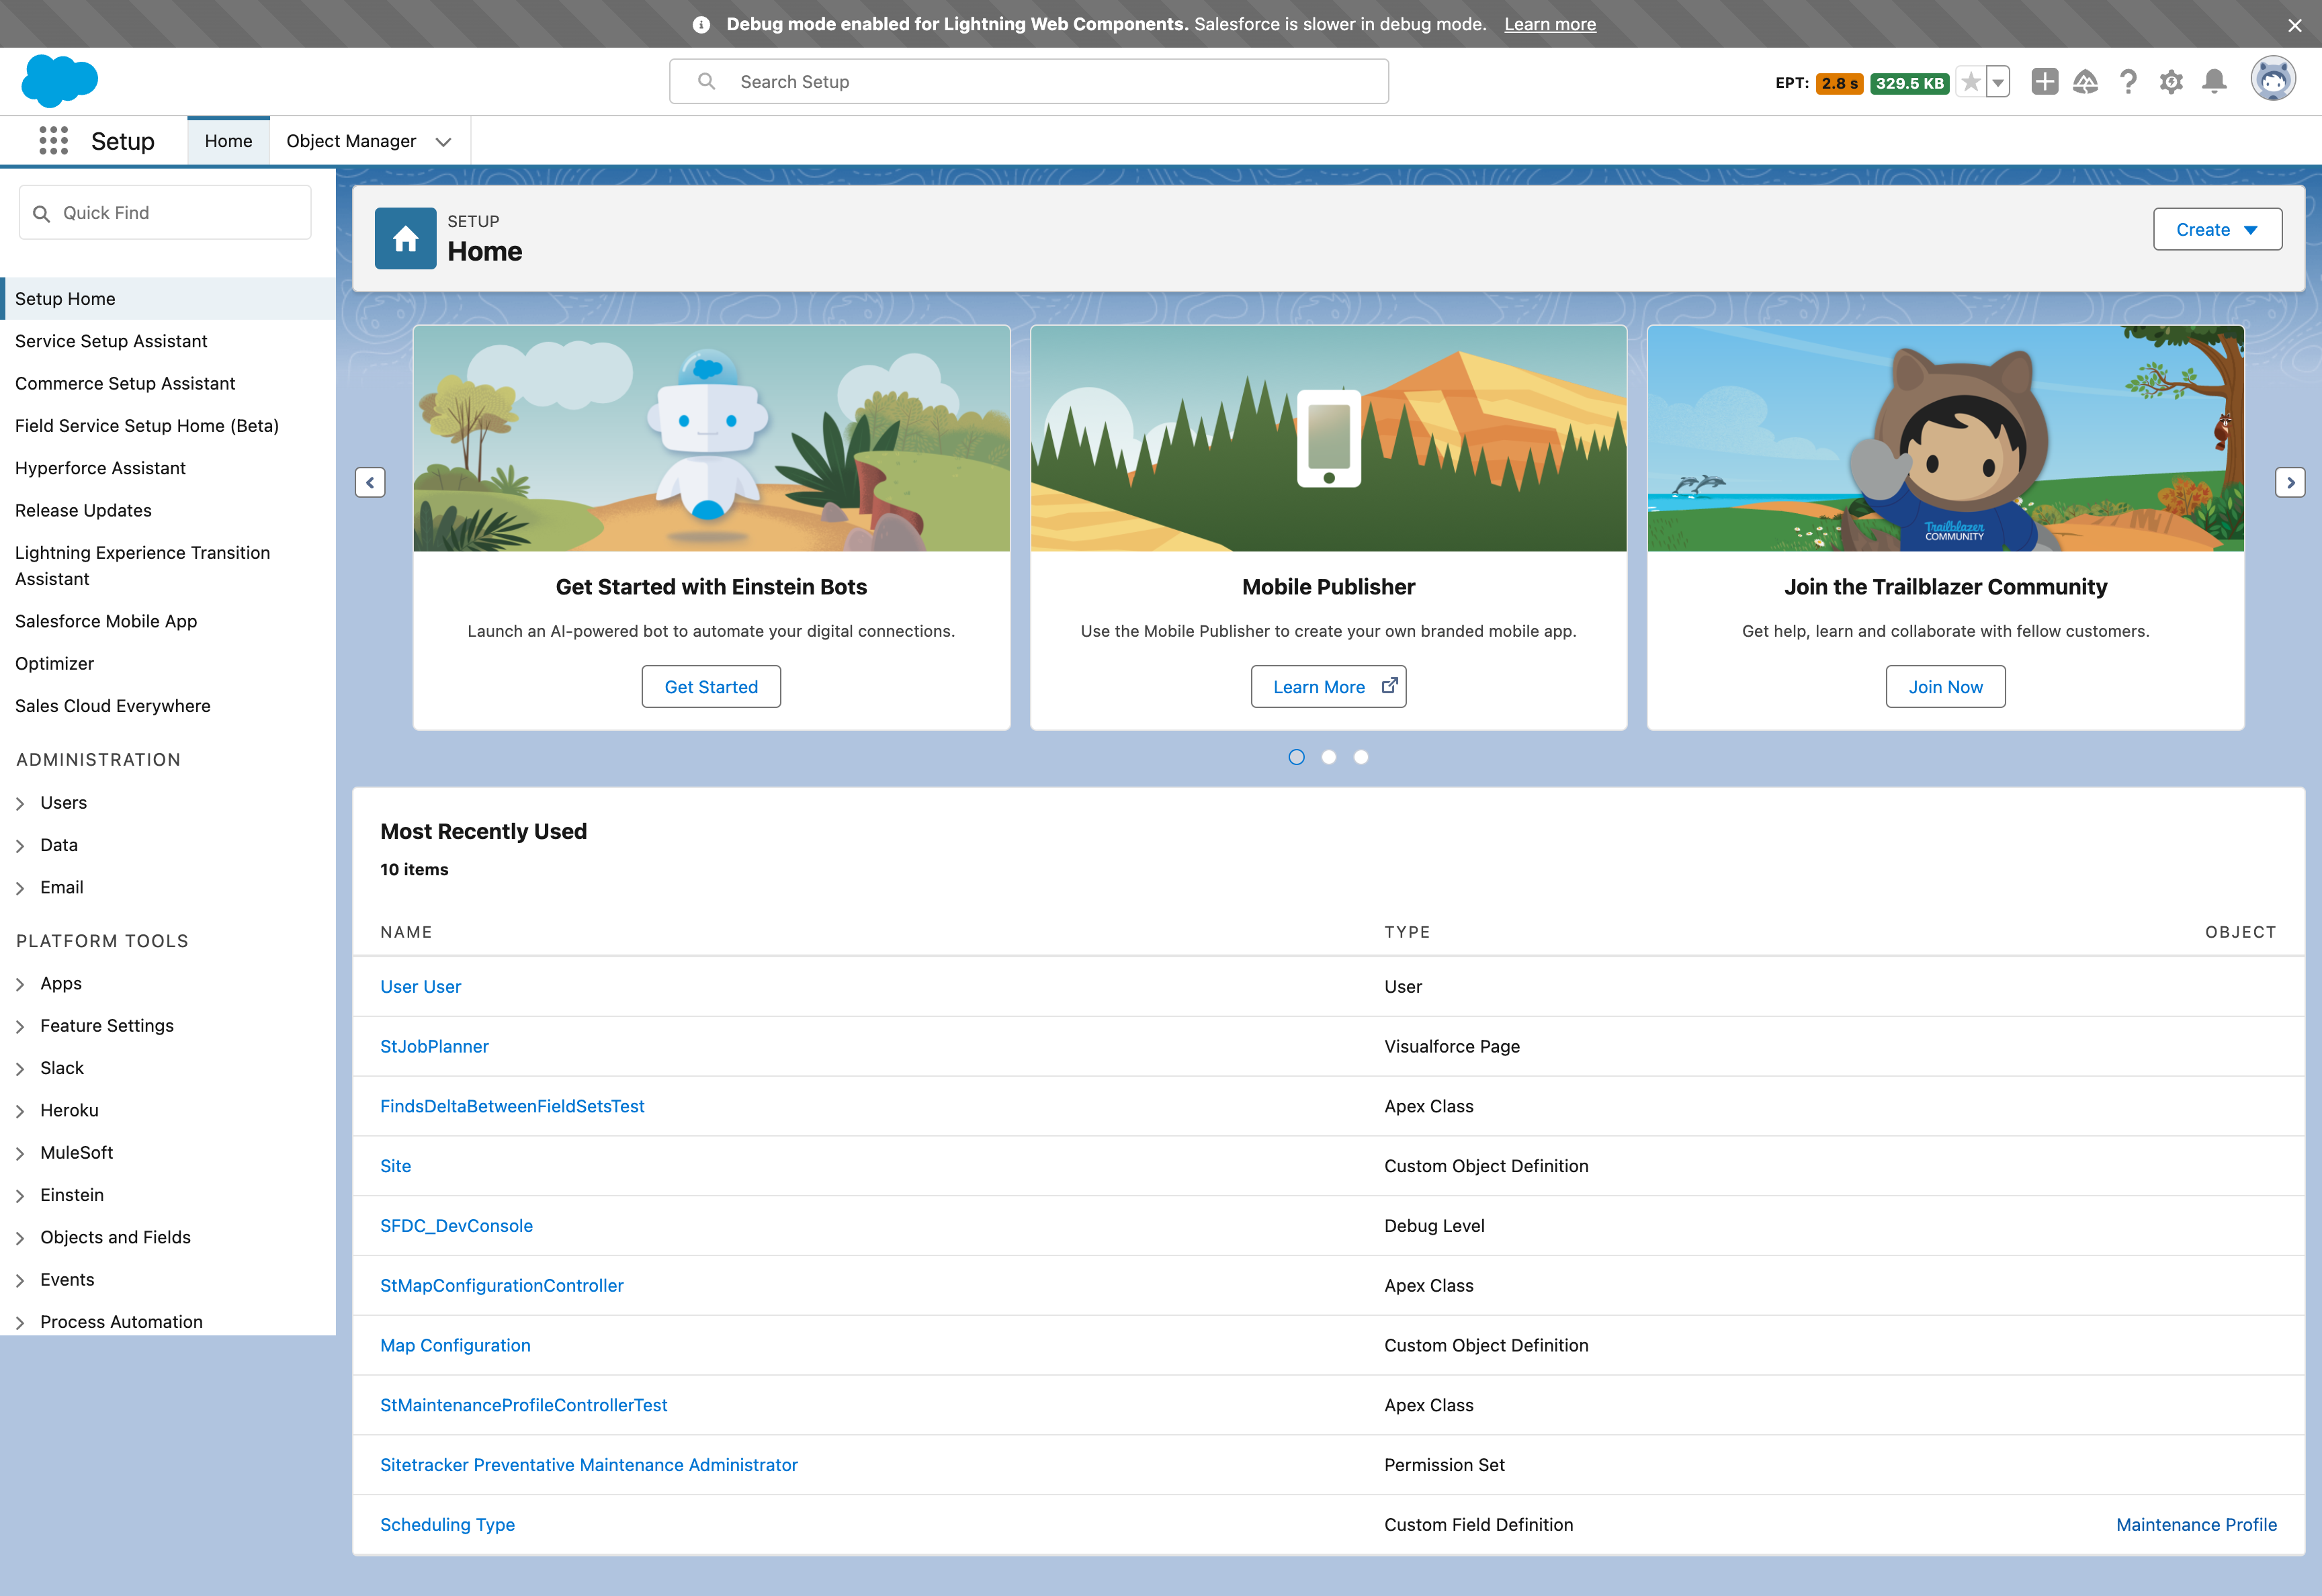 Debug mode enabled for Lightning Web Components. Salesforce is slower in debug mode. Learn more
Search Setup
EPT: 2.8 s 329.5 KB
Setup
Home
Object Manager
Quick Find
Setup Home
Service Setup Assistant
Commerce Setup Assistant
Field Service Setup Home (Beta)
Hyperforce Assistant
Release Updates
Lightning Experience Transition
Assistant
Salesforce Mobile App
Optimizer
Sales Cloud Everywhere
ADMINISTRATION
Users
Data
Email
PLATFORM TOOLS
Apps
Feature Settings
Slack
Heroku
MuleSoft
Einstein
Objects and Fields
Events
Process Automation
SETUP
Home
Create
Get Started with Einstein Bots
Launch an AI-powered bot to automate your digital connections.
Get Started
Mobile Publisher
Use the Mobile Publisher to create your own branded mobile app.
Learn More
Trailblazer
COMMUNITY
Join the Trailblazer Community
Get help, learn and collaborate with fellow customers.
Join Now
Most Recently Used
10 items
NAME TYPE OBJECT
User User User
StJobPlanner Visualforce Page
FindsDeltaBetweenFieldSetsTest Apex Class
Site Custom Object Definition
SFDC_DevConsole Debug Level
StMapConfigurationController Apex Class
Map Configuration Custom Object Definition
StMaintenanceProfileControllerTest Apex Class
Sitetracker Preventative Maintenance Administrator Permission Set
Scheduling Type Custom Field Definition Maintenance Profile